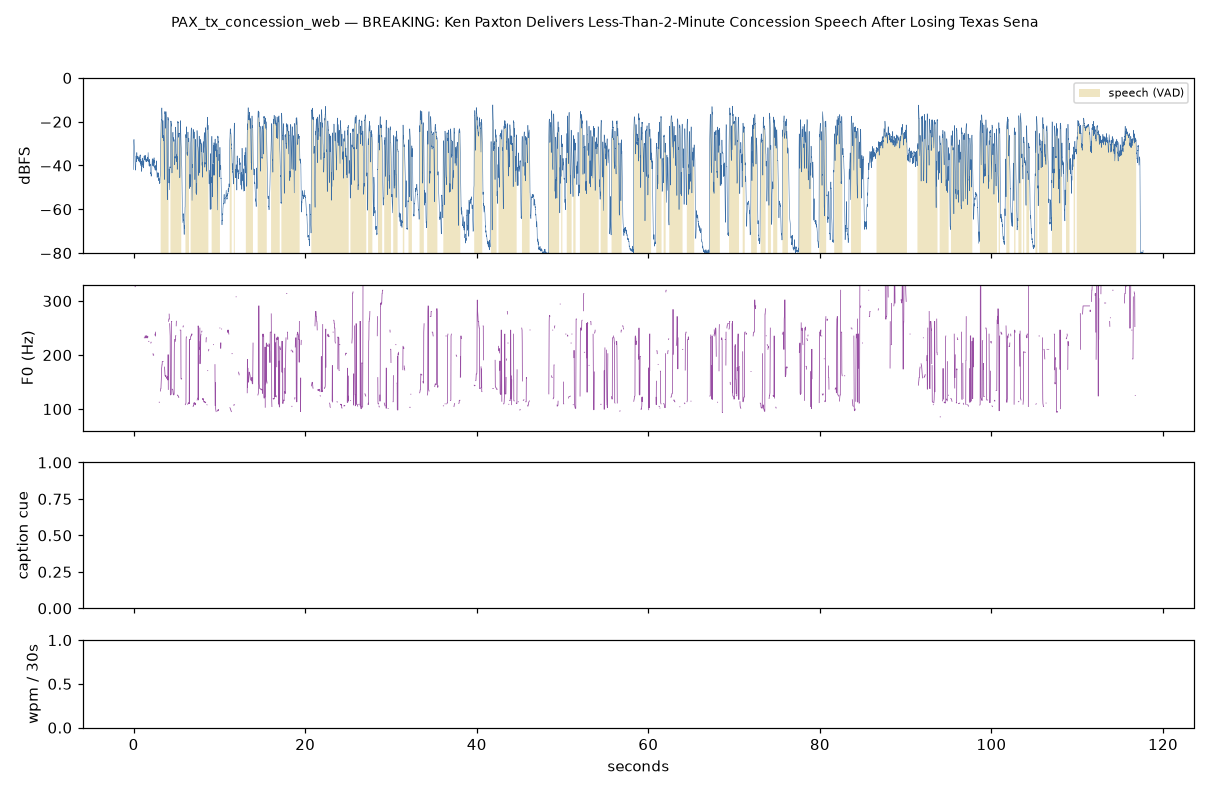 PAX_tx_concession_web — BREAKING: Ken Paxton Delivers Less-Than-2-Minute Concession Speech After Losing Texas Sena
0
−20
−40
−60
−80
dBFS
speech (VAD)
300
200
100
F0 (Hz)
1.00
0.75
0.50
0.25
0.00
caption cue
1.0
0.5
0.0
wpm / 30s
0 20 40 60 80 100 120
seconds